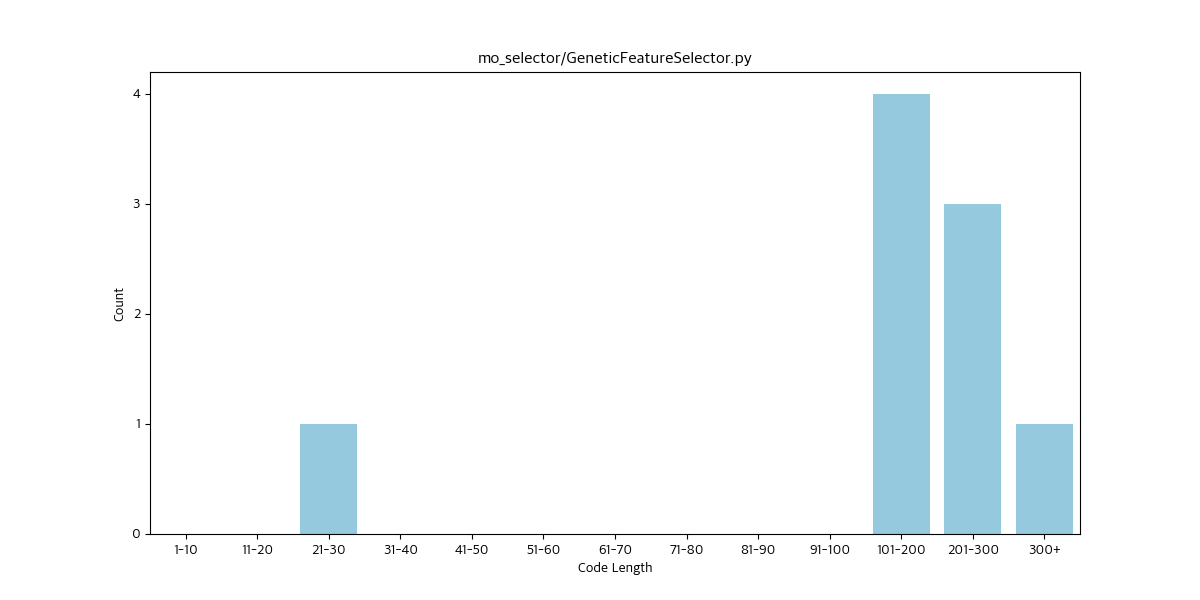 mo_selector/GeneticFeatureSelector.py
4
3
2
1
0
Count
1-10 11-20 21-30 31-40 41-50 51-60 61-70 71-80 81-90 91-100 101-200 201-300 300+
Code Length